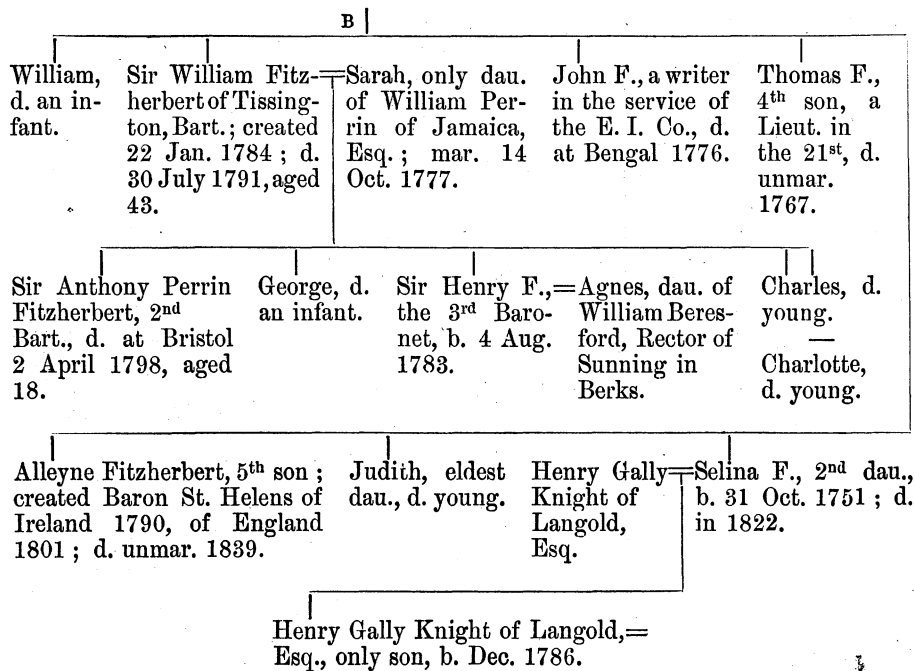 B
William,
d. an in-
fant.
Sir William Fitz-
herbert of Tissing-
ton, Bart.; created
22 Jan. 1784; d.
30 July 1791, aged
43.
Sarah, only dau.
of William Per-
rin of Jamaica,
Esq.; mar. 14
Oct. 1777.
John F., a writer
in the service of
the E. I. Co., d.
at Bengal 1776.
Thomas F.,
4th son, a
Lieut. in
the 21st, d.
unmar.
1767.
Sir Anthony Perrin
Fitzherbert, 2nd
Bart., d. at Bristol
2 April 1798, aged
18.
George, d.
an infant.
Sir Henry F.,=
the 3rd Baro-
net, b. 4 Aug.
1783.
Agnes, dau. of
William Beres-
ford, Rector of
Sunning in
Berks.
Charles, d.
young.
—
Charlotte,
d. young.
Alleyne Fitzherbert, 5th son;
created Baron St. Helens of
Ireland 1790, of England
1801; d. unmar. 1839.
Judith, eldest
dau., d. young.
Henry Gally
Knight of
Langold,
Esq.
Selina F., 2nd dau.,
b. 31 Oct. 1751; d.
in 1822.
Henry Gally Knight of Langold,=
Esq., only son, b. Dec. 1786.